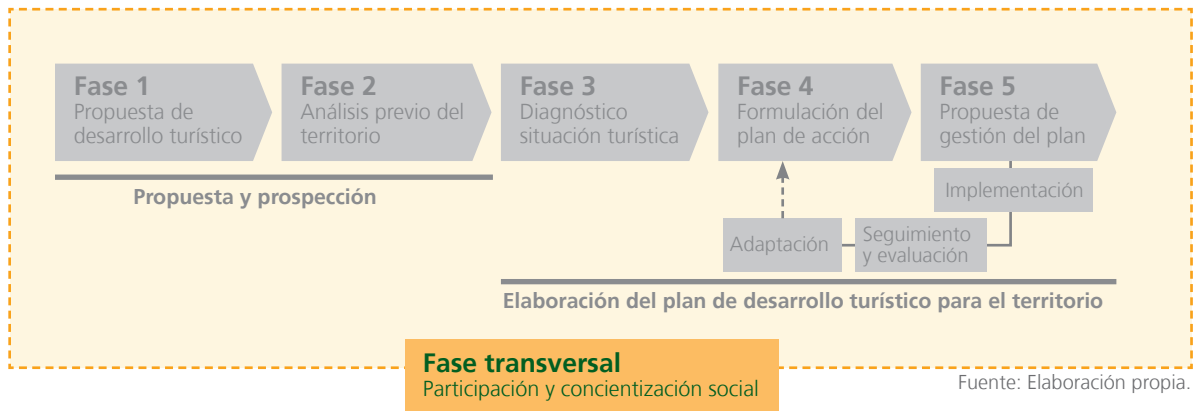 Fase 1
Propuesta de
desarrollo turístico
Fase 2
Análisis previo del
territorio
Fase 3
Diagnóstico
situación turística
Fase 4
Formulación del
plan de acción
Fase 5
Propuesta de
gestión del plan
Propuesta y prospección
Implementación
Adaptación
Seguimiento
y evaluación
Elaboración del plan de desarrollo turístico para el territorio
Fase transversal
Participación y concientización social
Fuente: Elaboración propia.